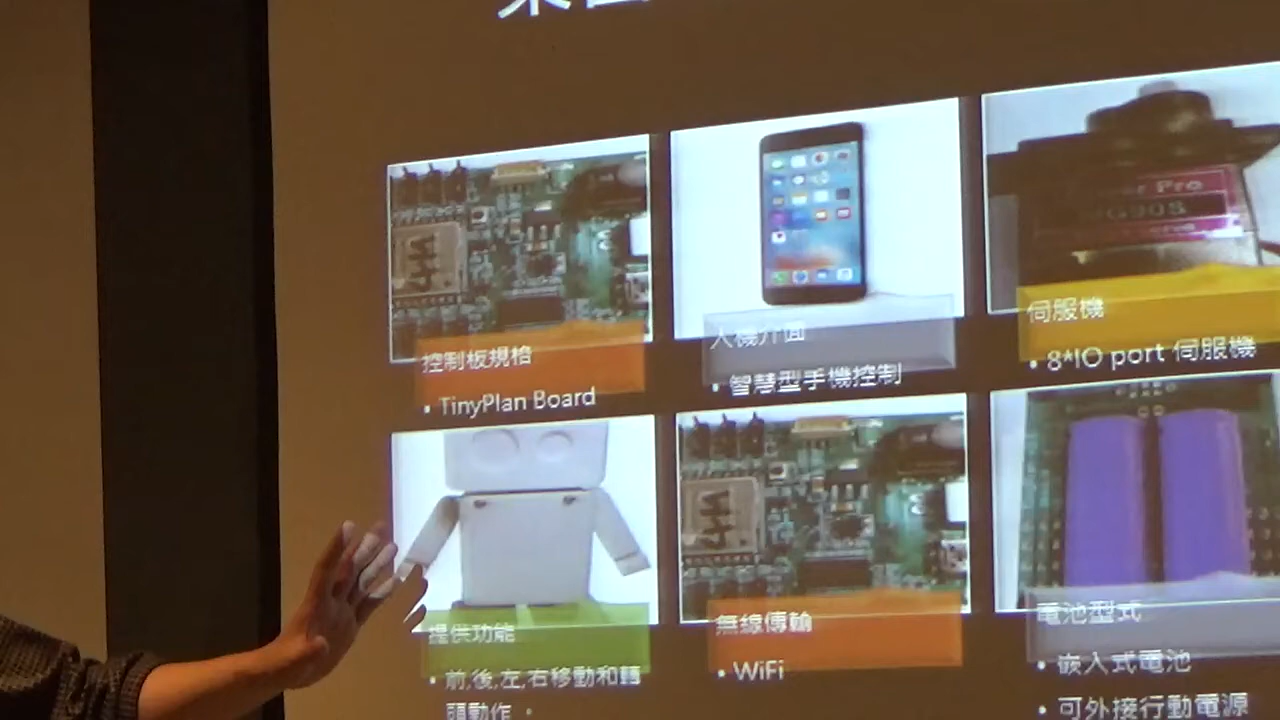 控制板規格
• TinyPlan Board
人機介面
• 智慧型手機控制
伺服機
• 8*IO port 伺服機
提供功能
• 前,後,左,右移動和轉
頭動作。
無線傳輸
• WiFi
電池型式
• 嵌入式電池
• 可外接行動電源